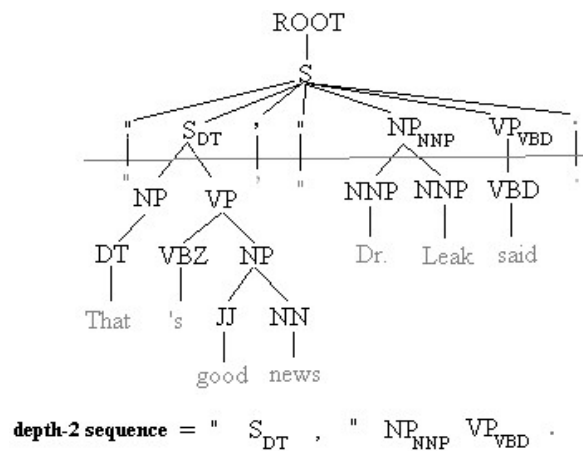 ROOT
S
" S_DT , " NP_NNP VP_VBD .
" NP VP , " NNP NNP VBD .
DT VBZ NP Dr. Leak said
That 's JJ NN
good news
depth-2 sequence = " S_DT , " NP_NNP VP_VBD .